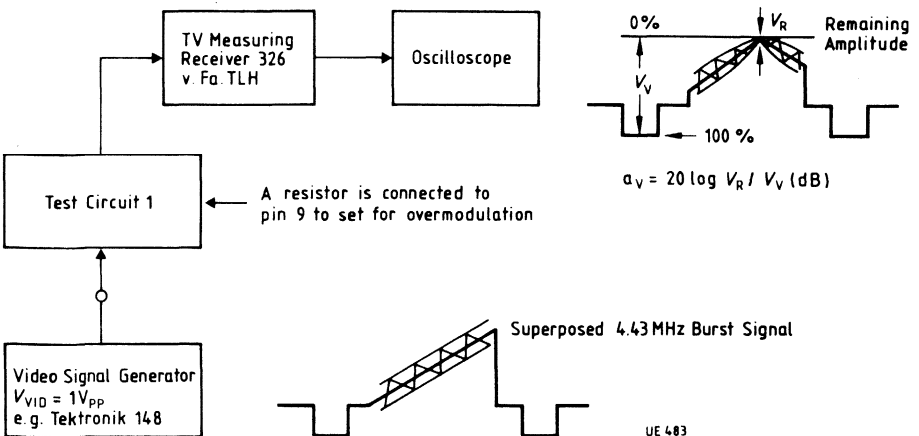 TV Measuring
Receiver 326
v. Fa. TLH
Oscilloscope
0%
V_R
Remaining
Amplitude
V_V
100 %
a_V = 20 log V_R / V_V (dB)
Test Circuit 1
A resistor is connected to
pin 9 to set for overmodulation
Superposed 4.43 MHz Burst Signal
Video Signal Generator
V_VID = 1V_PP
e.g. Tektronik 148
UE 483